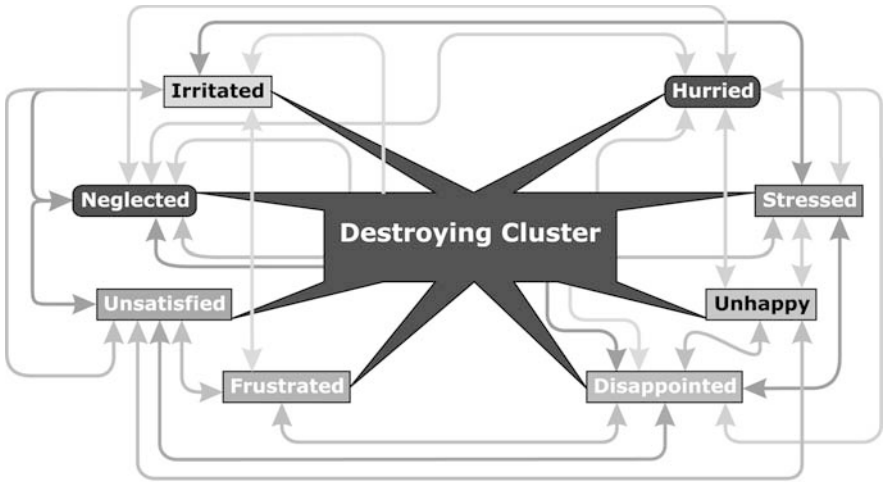 Irritated
Hurried
Neglected
Stressed
Destroying Cluster
Unsatisfied
Unhappy
Frustrated
Disappointed